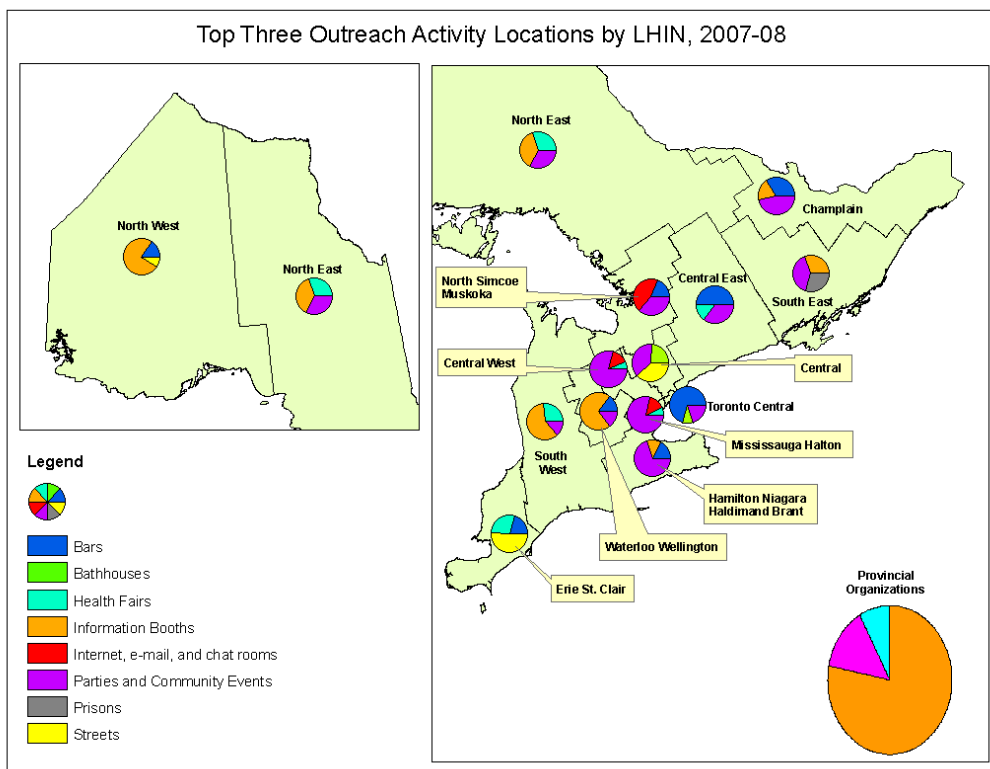 Top Three Outreach Activity Locations by LHIN, 2007-08
North West
North East
North East
Champlain
North Simcoe
Muskoka
Central East
South East
Central West
Central
Toronto Central
Mississauga Halton
South
West
Hamilton Niagara
Haldimand Brant
Waterloo Wellington
Erie St. Clair
Provincial
Organizations
Legend
Bars
Bathhouses
Health Fairs
Information Booths
Internet, e-mail, and chat rooms
Parties and Community Events
Prisons
Streets